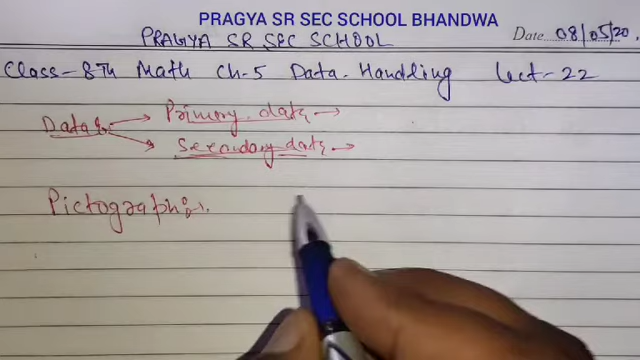 PRAGYA SR SEC SCHOOL BHANDWA
PRAGYA SR SEC SCHOOL Date 08/05/20.
Class-8Th Math Ch-5 Data Handling Lect-22
Data:- Primary data →
Secondary data →
Pictograph:-